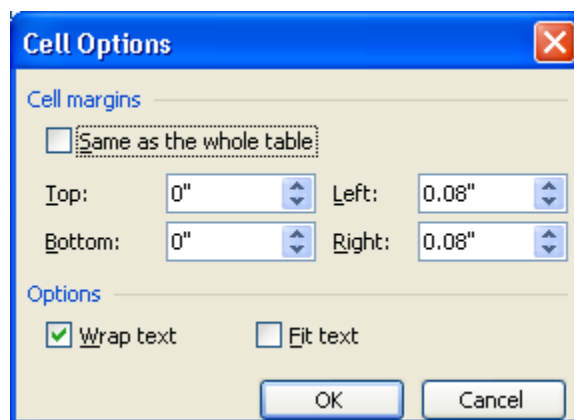 Cell Options
Cell margins
Same as the whole table
Top: 0" Left: 0.08"
Bottom: 0" Right: 0.08"
Options
Wrap text Fit text
OK Cancel